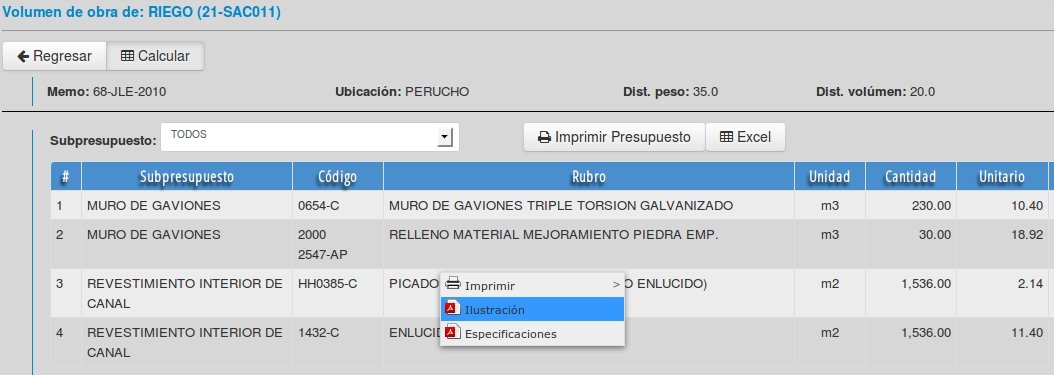 Volumen de obra de: RIEGO (21-SAC011)
Regresar Calcular
Memo: 68-JLE-2010 Ubicación: PERUCHO Dist. peso: 35.0 Dist. volúmen: 20.0
Subpresupuesto: TODOS Imprimir Presupuesto Excel
# Subpresupuesto Código Rubro Unidad Cantidad Unitario
1 MURO DE GAVIONES 0654-C MURO DE GAVIONES TRIPLE TORSION GALVANIZADO m3 230.00 10.40
2 MURO DE GAVIONES 2000 RELLENO MATERIAL MEJORAMIENTO PIEDRA EMP. m3 30.00 18.92
2547-AP
3 REVESTIMIENTO INTERIOR DE HH0385-C PICADO O ENLUCIDO) m2 1,536.00 2.14
CANAL
Imprimir >
Ilustración
4 REVESTIMIENTO INTERIOR DE 1432-C m2 1,536.00 11.40
CANAL
Especificaciones